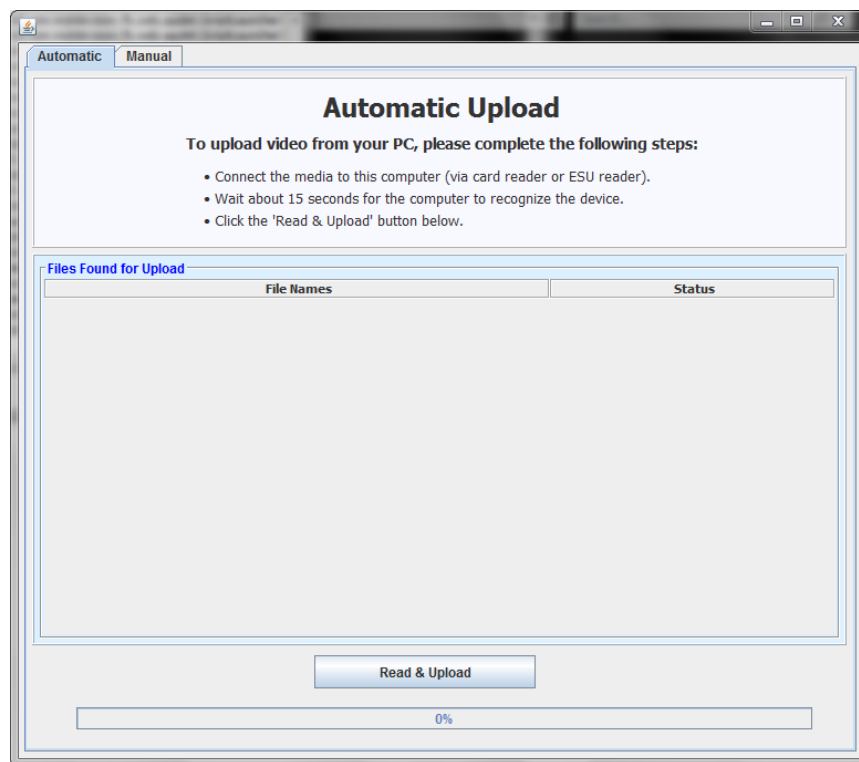 Automatic Manual
Automatic Upload
To upload video from your PC, please complete the following steps:
• Connect the media to this computer (via card reader or ESU reader).
• Wait about 15 seconds for the computer to recognize the device.
• Click the 'Read & Upload' button below.
Files Found for Upload
File Names Status
Read & Upload
0%